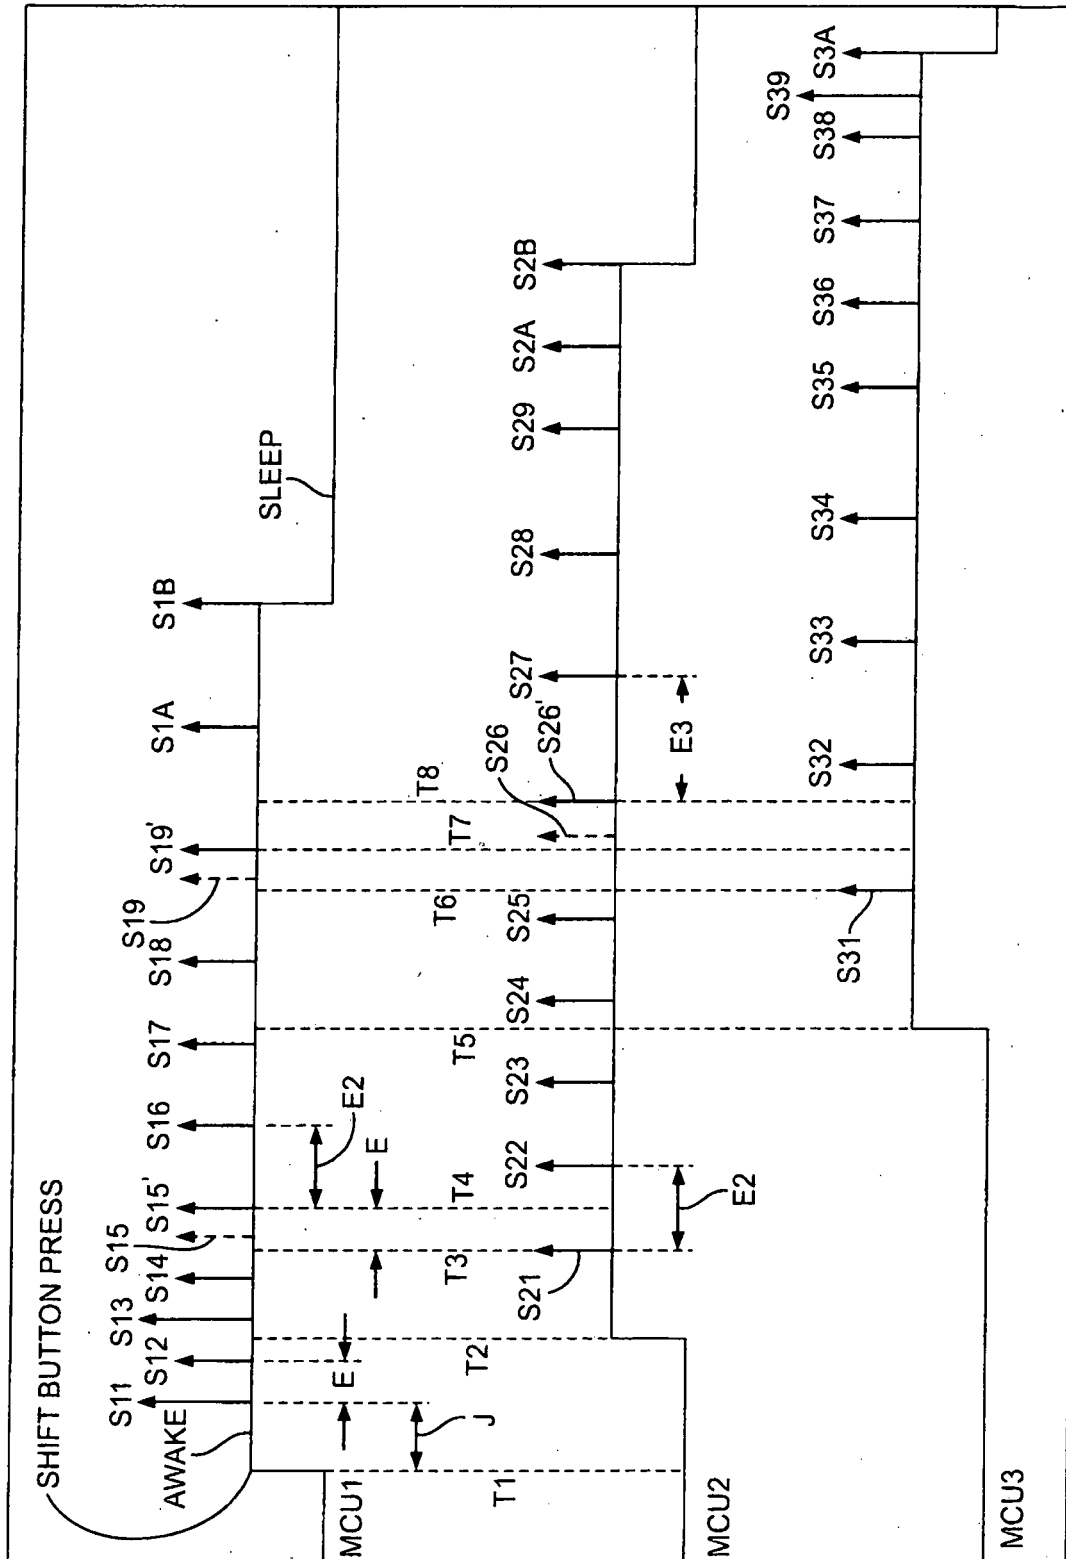 SHIFT BUTTON PRESS
AWAKE
S11
S12
S13
S14
S15
S15'
S16
S17
S18
S19
S19'
S1A
S1B
SLEEP
MCU1
T1
J
E
T2
T3
E
T4
E2
T5
T6
T7
T8
MCU2
S21
S22
E2
S23
S24
S25
S26
S26'
E3
S27
S28
S29
S2A
S2B
MCU3
S31
S32
S33
S34
S35
S36
S37
S38
S39
S3A